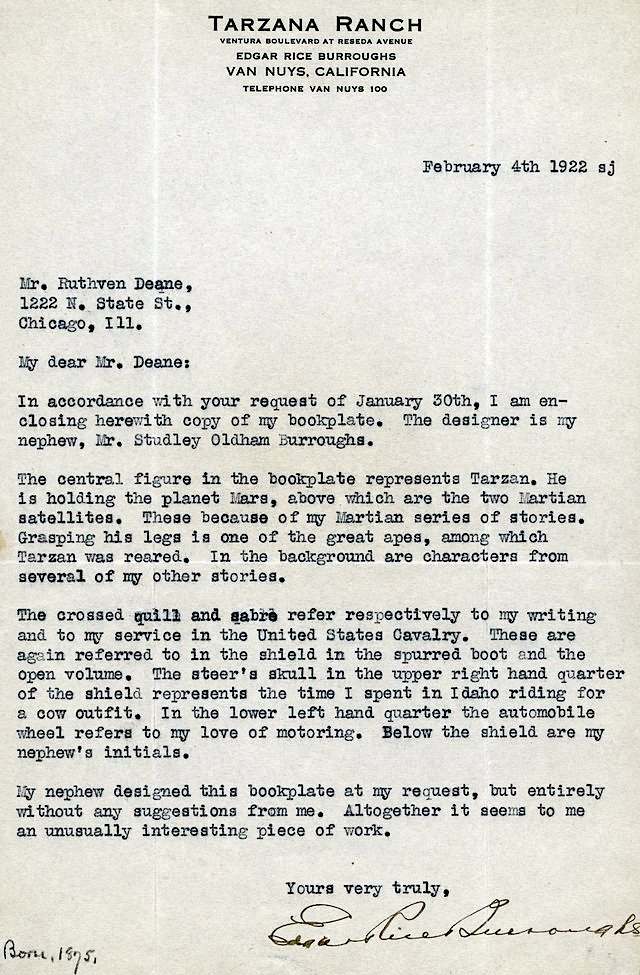 TARZANA RANCH
VENTURA BOULEVARD AT RESEDA AVENUE
EDGAR RICE BURROUGHS
VAN NUYS, CALIFORNIA
TELEPHONE VAN NUYS 100
February 4th 1922 sj
Mr. Ruthven Deane,
1222 N. State St.,
Chicago, Ill.
My dear Mr. Deane:
In accordance with your request of January 30th, I am en-
closing herewith copy of my bookplate. The designer is my
nephew, Mr. Studley Oldham Burroughs.
The central figure in the bookplate represents Tarzan. He
is holding the planet Mars, above which are the two Martian
satellites. These because of my Martian series of stories.
Grasping his legs is one of the great apes, among which
Tarzan was reared. In the background are characters from
several of my other stories.
The crossed quill and sabre refer respectively to my writing
and to my service in the United States Cavalry. These are
again referred to in the shield in the spurred boot and the
open volume. The steer's skull in the upper right hand quarter
of the shield represents the time I spent in Idaho riding for
a cow outfit. In the lower left hand quarter the automobile
wheel refers to my love of motoring. Below the shield are my
nephew's initials.
My nephew designed this bookplate at my request, but entirely
without any suggestions from me. Altogether it seems to me
an unusually interesting piece of work.
Yours very truly,
Edgar Rice Burroughs
Born, 1875,